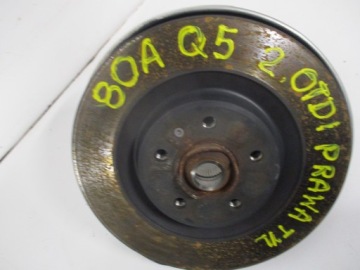 80A Q5 2.0TDI PRAWA TYŁ